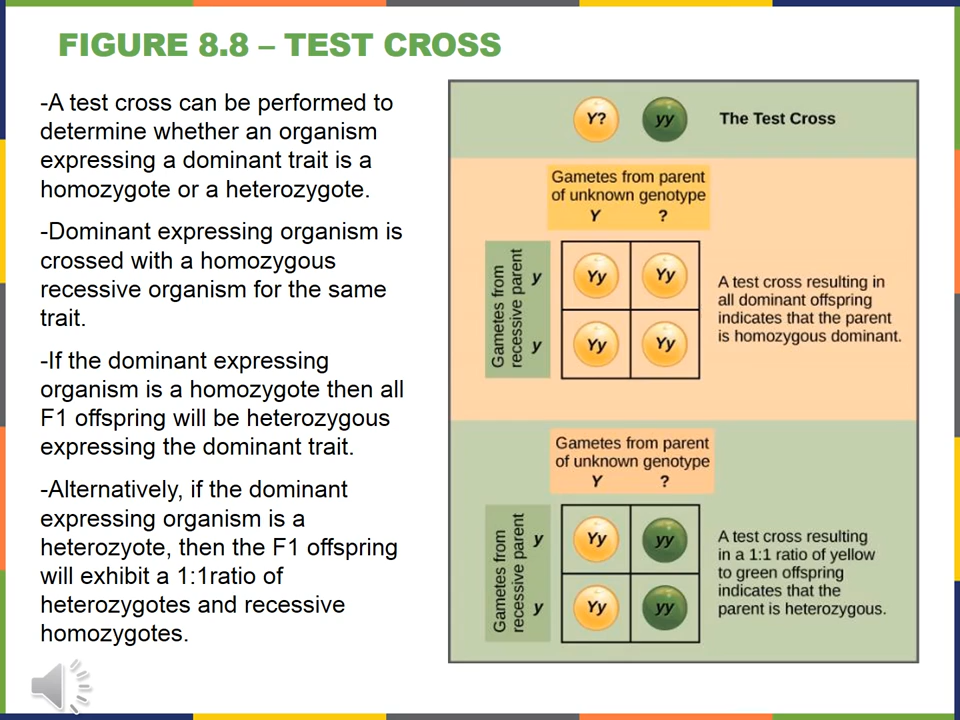 FIGURE 8.8 – TEST CROSS
-A test cross can be performed to
determine whether an organism
expressing a dominant trait is a
homozygote or a heterozygote.
-Dominant expressing organism is
crossed with a homozygous
recessive organism for the same
trait.
-If the dominant expressing
organism is a homozygote then all
F1 offspring will be heterozygous
expressing the dominant trait.
-Alternatively, if the dominant
expressing organism is a
heterozyote, then the F1 offspring
will exhibit a 1:1ratio of
heterozygotes and recessive
homozygotes.
Y? yy The Test Cross
Gametes from parent
of unknown genotype
Y ?
Gametes from
recessive parent
y Yy Yy
y Yy Yy
A test cross resulting in
all dominant offspring
indicates that the parent
is homozygous dominant.
Gametes from parent
of unknown genotype
Y ?
Gametes from
recessive parent
y Yy yy
y Yy yy
A test cross resulting
in a 1:1 ratio of yellow
to green offspring
indicates that the
parent is heterozygous.